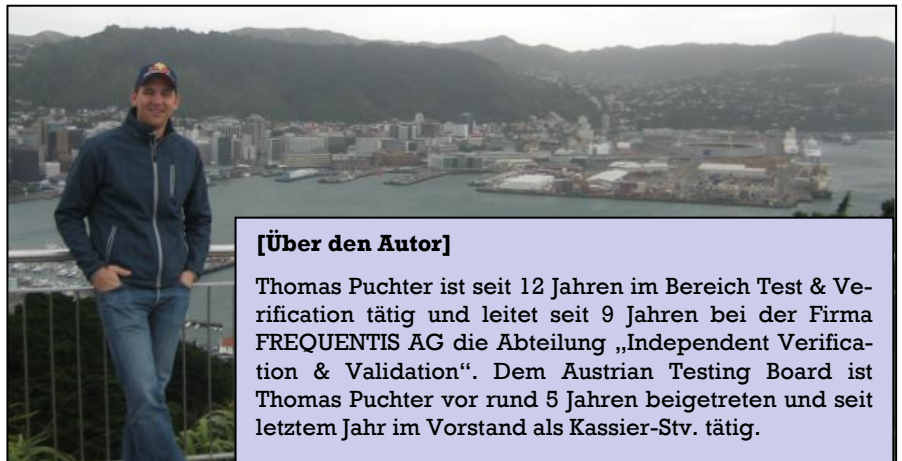 [Über den Autor]
Thomas Puchter ist seit 12 Jahren im Bereich Test & Ve-
rification tätig und leitet seit 9 Jahren bei der Firma
FREQUENTIS AG die Abteilung „Independent Verifica-
tion & Validation“. Dem Austrian Testing Board ist
Thomas Puchter vor rund 5 Jahren beigetreten und seit
letztem Jahr im Vorstand als Kassier-Stv. tätig.